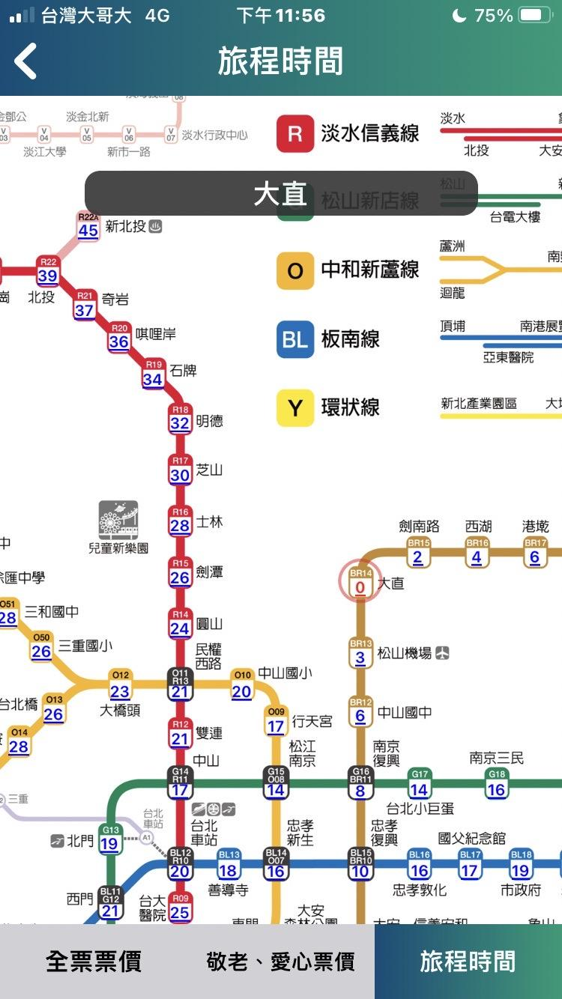 台灣大哥大 4G 下午11:56 75%
旅程時間
08
金鄧公 淡金北新
V 03 V 04 V 05 V 06 V 07 淡水行政中心
淡江大學 新市一路
R 淡水信義線
淡水
北投 大安
大直
松山新店線
松山
台電大樓
R22A 45 新北投
O 中和新蘆線
蘆洲
迴龍
R22 39 北投
R21 37 奇岩
R20 36 唭哩岸
BL 板南線
頂埔 南港展覽
亞東醫院
R19 34 石牌
R18 32 明德
Y 環狀線
新北產業園區
R17 30 芝山
R16 28 士林
兒童新樂園
劍南路 西湖 港墘
BR15 2 BR16 4 BR17 6
中
匯中學
R15 26 劍潭
BR14 0 大直
O51 28 三和國中
R14 24 圓山
O50 26 三重國小
民權
西路
BR13 3 松山機場
O12 23 大橋頭
O11 R13 21
O10 20 中山國小
台北橋 O13 26
BR12 6 中山國中
O09 17 行天宮
O14 28
R12 21 雙連
松江
南京
南京
復興
中山
南京三民
G14 R11 17
G15 O08 14
G16 BR11 8
G17 14
G18 16
台北小巨蛋
三重
台北
車站
A1
北門 G13 19
台北
車站
忠孝
新生
忠孝
復興
國父紀念館
BL12 R10 20
BL13 18
BL14 O07 16
BL15 BR10 10
BL16 16
BL17 17
BL18 19
善導寺 忠孝敦化 市政府
西門 BL11 G12 21
台大
醫院
R09 25
大安
森林公園
東門
大安 信義安和 象山
全票票價 敬老、愛心票價 旅程時間